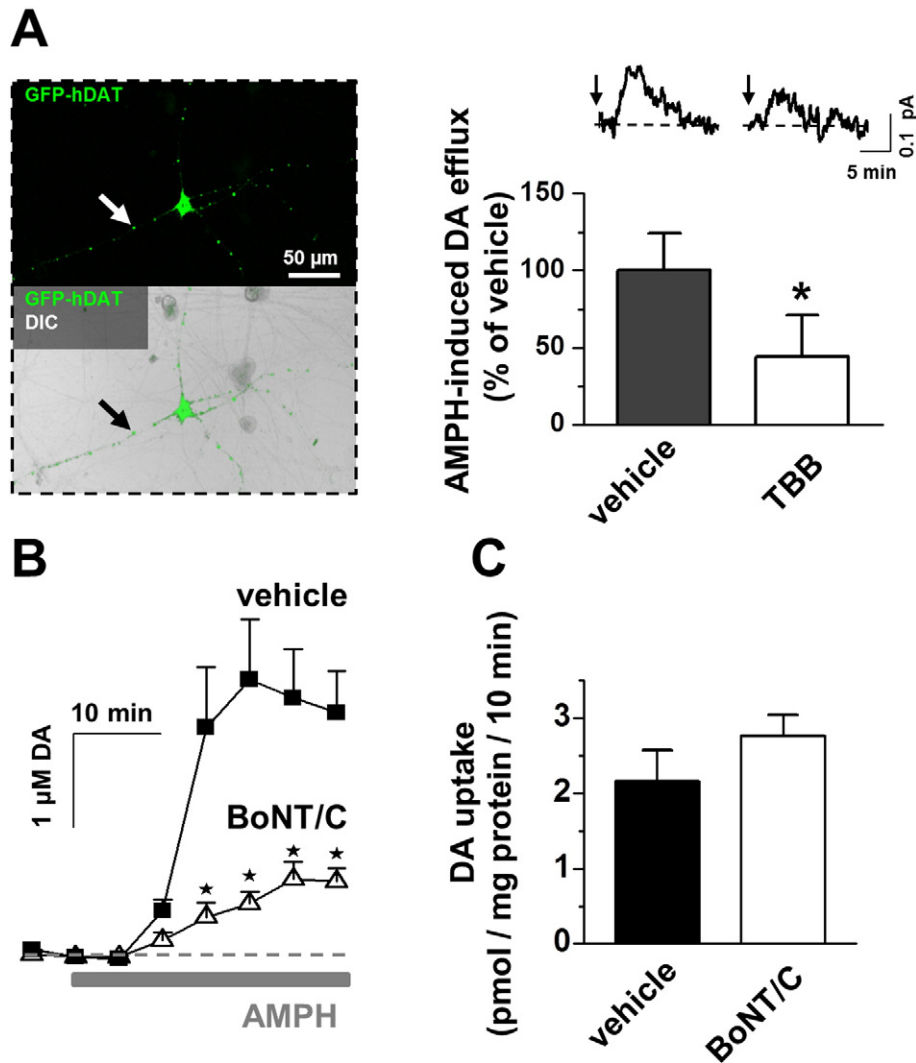 A
GFP-hDAT
50 µm
GFP-hDAT
DIC
AMPH-induced DA efflux
(% of vehicle)
0.1 pA
5 min
150
100
50
0
*
vehicle
TBB
B
vehicle
10 min
1 µM DA
BoNT/C
★ ★ ★ ★
AMPH
C
DA uptake
(pmol / mg protein / 10 min)
3
2
1
0
vehicle
BoNT/C